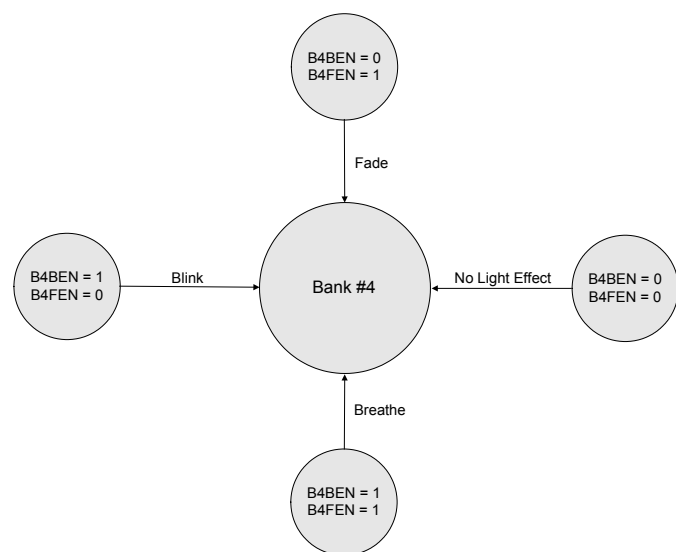 B4BEN = 0
B4FEN = 1
Fade
B4BEN = 1
B4FEN = 0
Blink
Bank #4
No Light Effect
B4BEN = 0
B4FEN = 0
Breathe
B4BEN = 1
B4FEN = 1